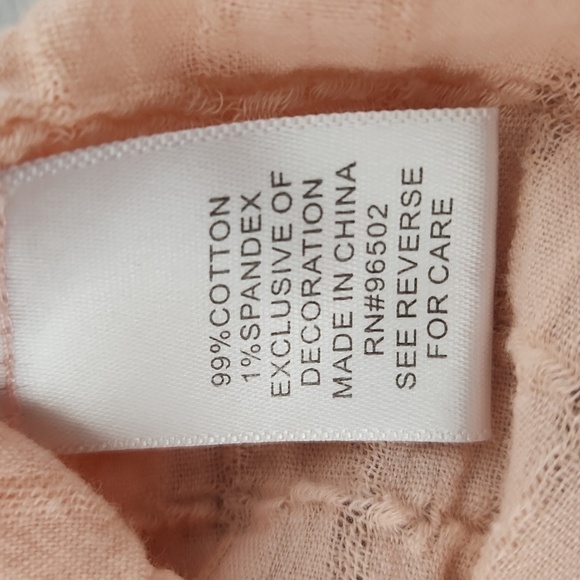 99%COTTON
1%SPANDEX
EXCLUSIVE OF
DECORATION
MADE IN CHINA
RN#96502
SEE REVERSE
FOR CARE